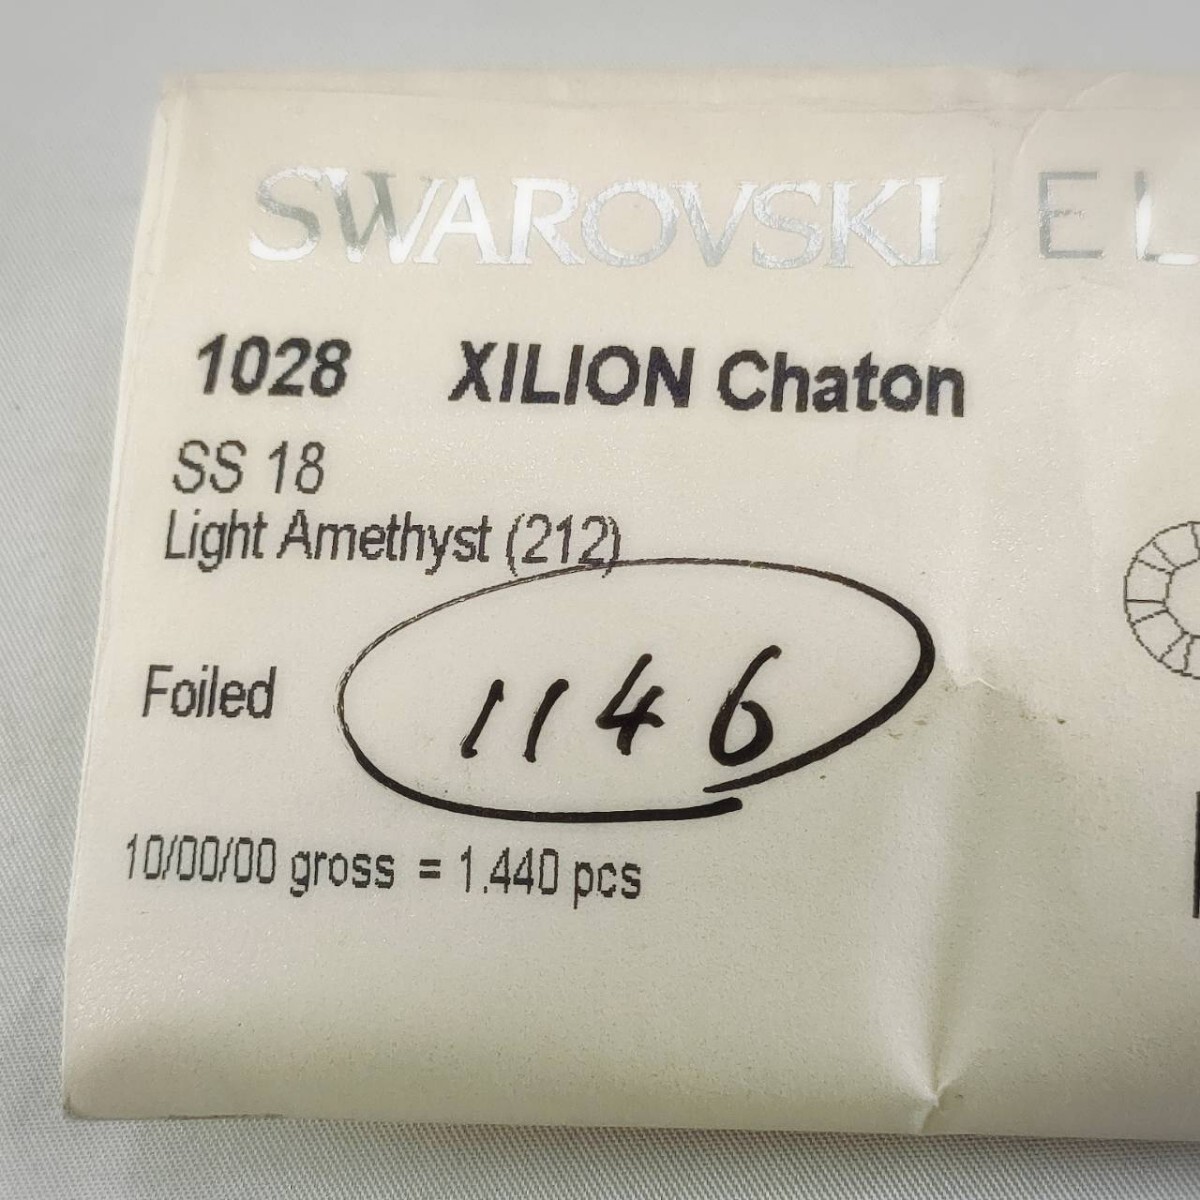 SWAROVSKI EL
1028 XILION Chaton
SS 18
Light Amethyst (212)
Foiled
1146
10/00/00 gross = 1.440 pcs